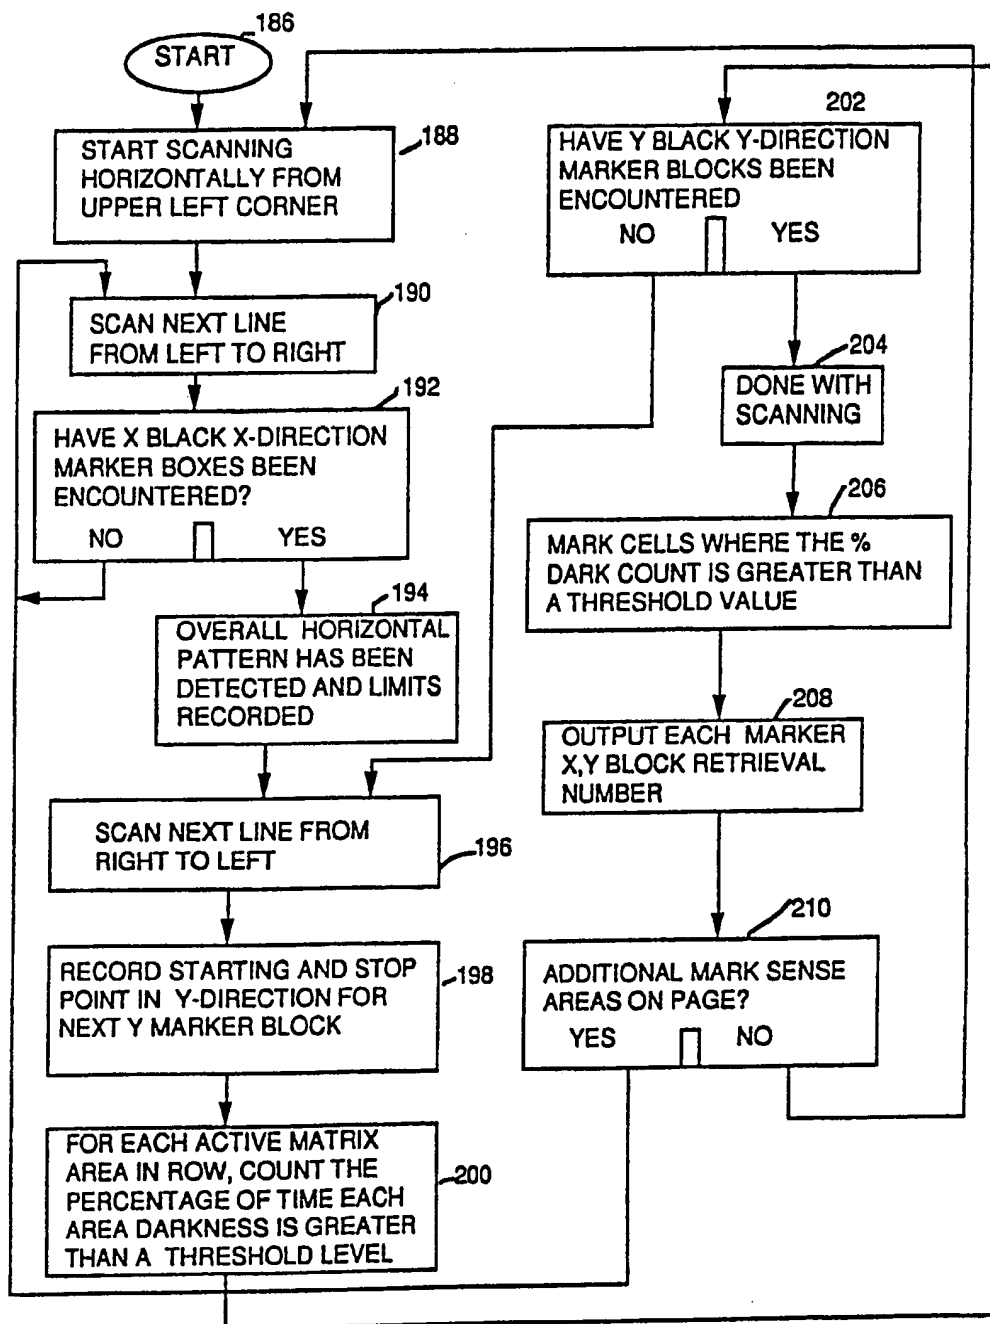 186
START
188
START SCANNING
HORIZONTALLY FROM
UPPER LEFT CORNER
190
SCAN NEXT LINE
FROM LEFT TO RIGHT
192
HAVE X BLACK X-DIRECTION
MARKER BOXES BEEN
ENCOUNTERED?
NO YES
194
OVERALL HORIZONTAL
PATTERN HAS BEEN
DETECTED AND LIMITS
RECORDED
SCAN NEXT LINE FROM
RIGHT TO LEFT
196
RECORD STARTING AND STOP
POINT IN Y-DIRECTION FOR
NEXT Y MARKER BLOCK
198
FOR EACH ACTIVE MATRIX
AREA IN ROW, COUNT THE
PERCENTAGE OF TIME EACH
AREA DARKNESS IS GREATER
THAN A THRESHOLD LEVEL
200
202
HAVE Y BLACK Y-DIRECTION
MARKER BLOCKS BEEN
ENCOUNTERED
NO YES
204
DONE WITH
SCANNING
206
MARK CELLS WHERE THE %
DARK COUNT IS GREATER THAN
A THRESHOLD VALUE
208
OUTPUT EACH MARKER
X,Y BLOCK RETRIEVAL
NUMBER
210
ADDITIONAL MARK SENSE
AREAS ON PAGE?
YES NO